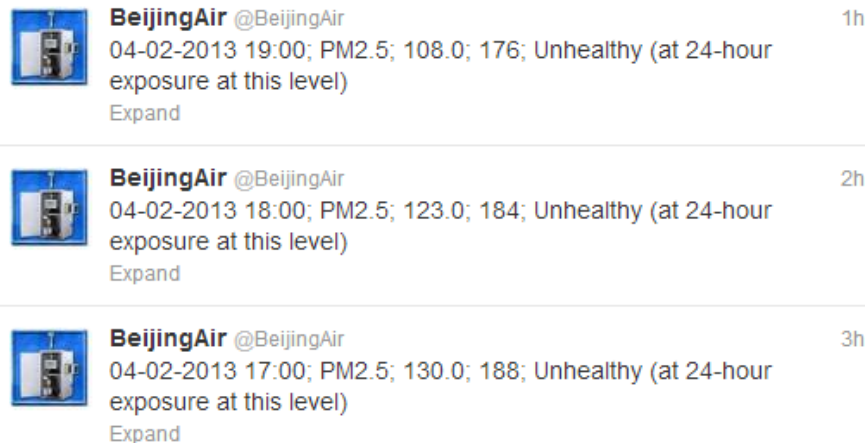 BeijingAir @BeijingAir 1h
04-02-2013 19:00; PM2.5; 108.0; 176; Unhealthy (at 24-hour
exposure at this level)
Expand
BeijingAir @BeijingAir 2h
04-02-2013 18:00; PM2.5; 123.0; 184; Unhealthy (at 24-hour
exposure at this level)
Expand
BeijingAir @BeijingAir 3h
04-02-2013 17:00; PM2.5; 130.0; 188; Unhealthy (at 24-hour
exposure at this level)
Expand